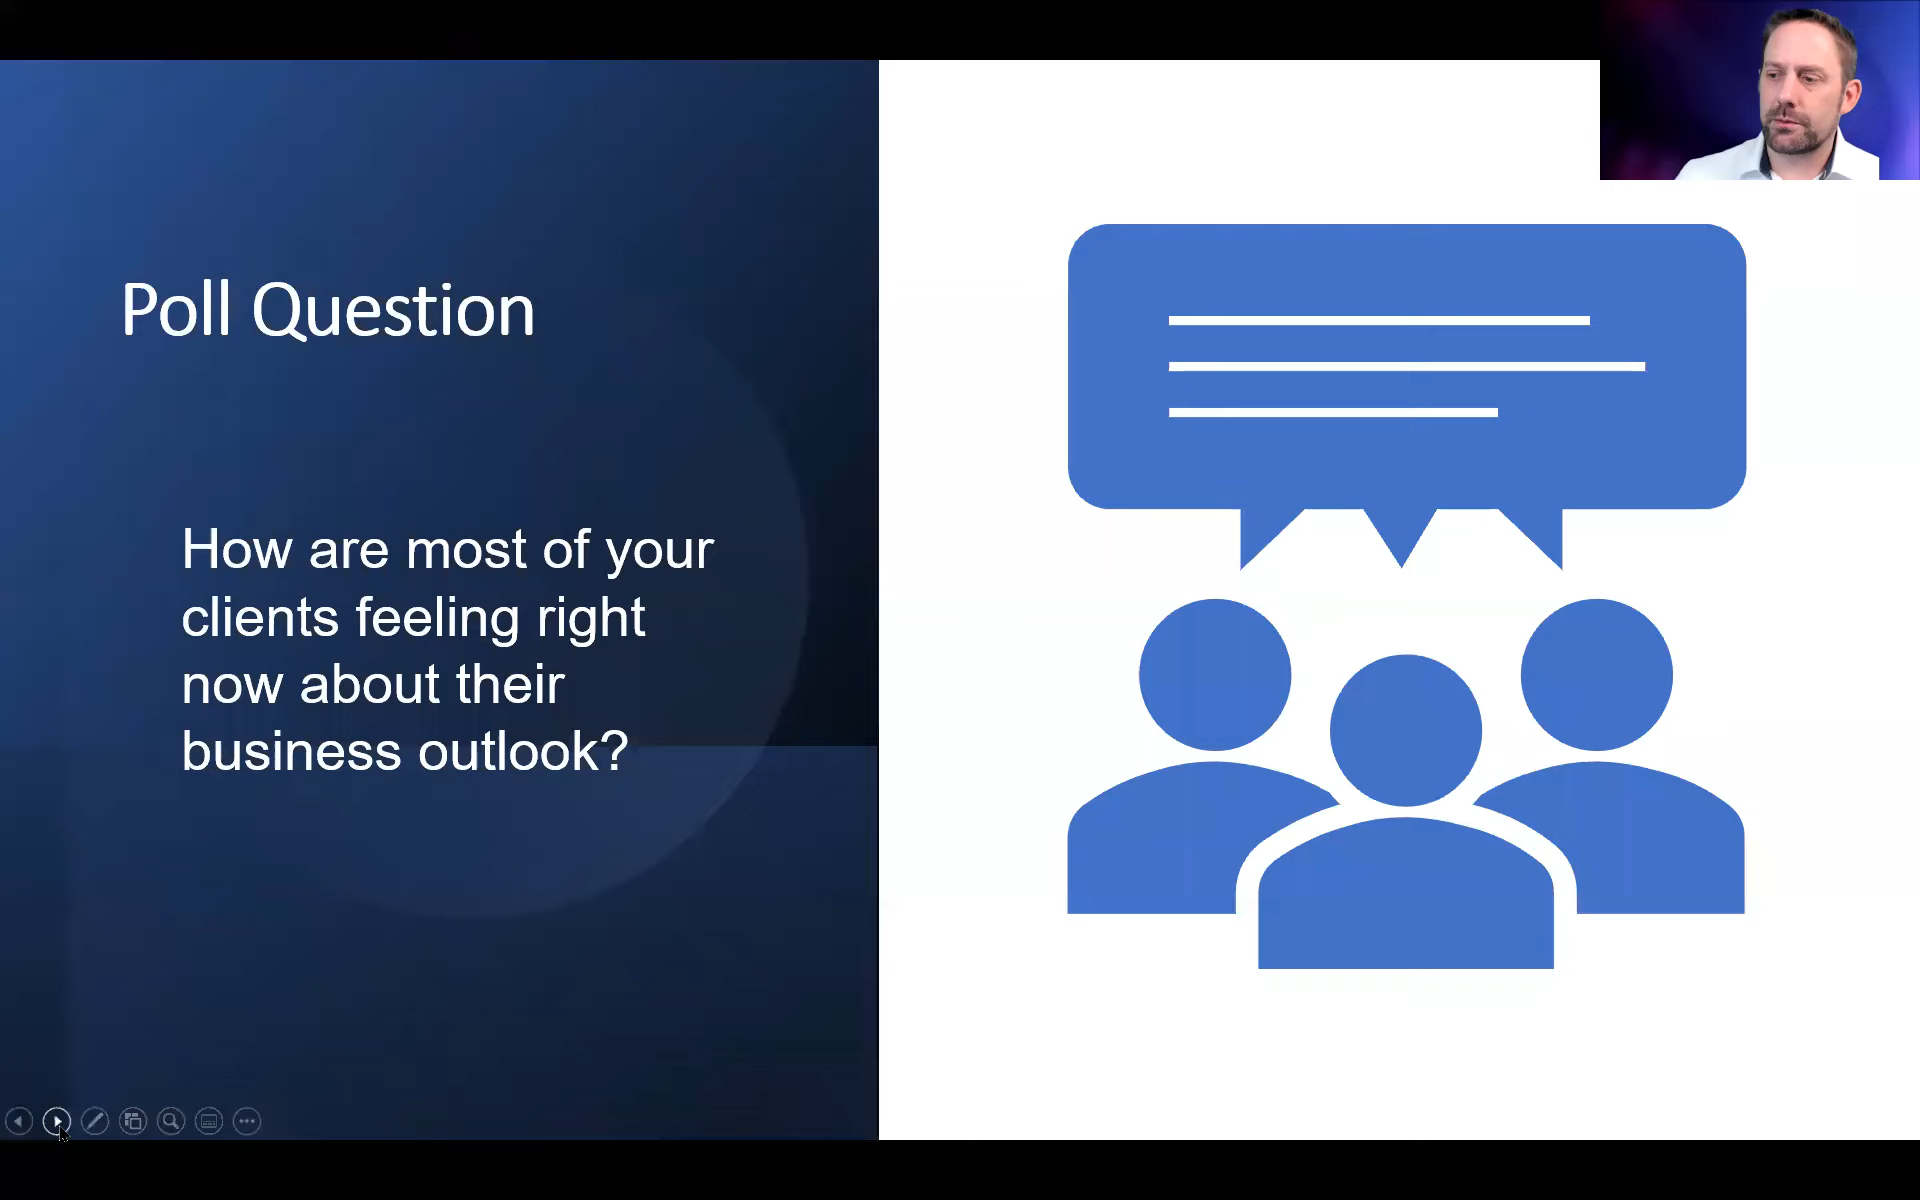 Poll Question
How are most of your
clients feeling right
now about their
business outlook?